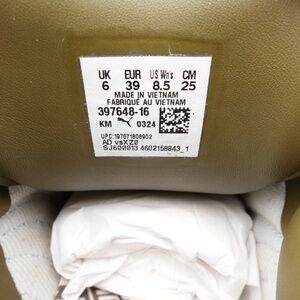 UK EUR US Wn's CM
6 39 8.5 25
MADE IN VIETNAM
FABRIQUÉ AU VIETNAM
397648-16
KM 0324
UPC:197671808902
AD vsXZ0
SJ600013 4602158843_1